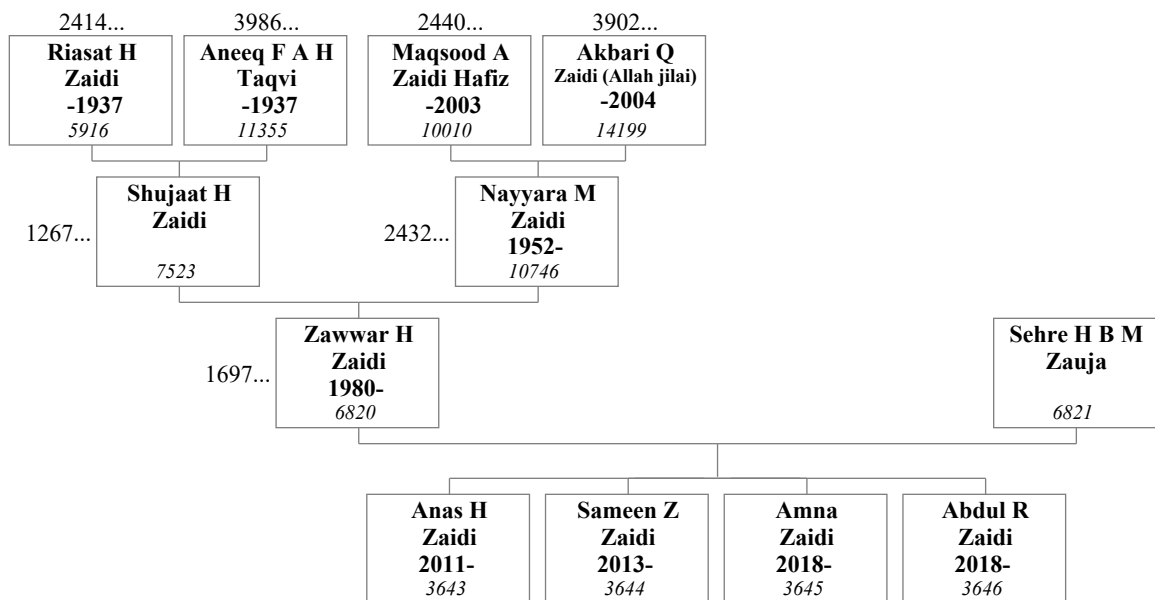 2414...
3986...
2440...
3902...
Riasat H
Zaidi
-1937
5916
Aneeq F A H
Taqvi
-1937
11355
Maqsood A
Zaidi Hafiz
-2003
10010
Akbari Q
Zaidi (Allah jilai)
-2004
14199
1267...
Shujaat H
Zaidi
7523
2432...
Nayyara M
Zaidi
1952-
10746
1697...
Zawwar H
Zaidi
1980-
6820
Sehre H B M
Zauja
6821
Anas H
Zaidi
2011-
3643
Sameen Z
Zaidi
2013-
3644
Amna
Zaidi
2018-
3645
Abdul R
Zaidi
2018-
3646